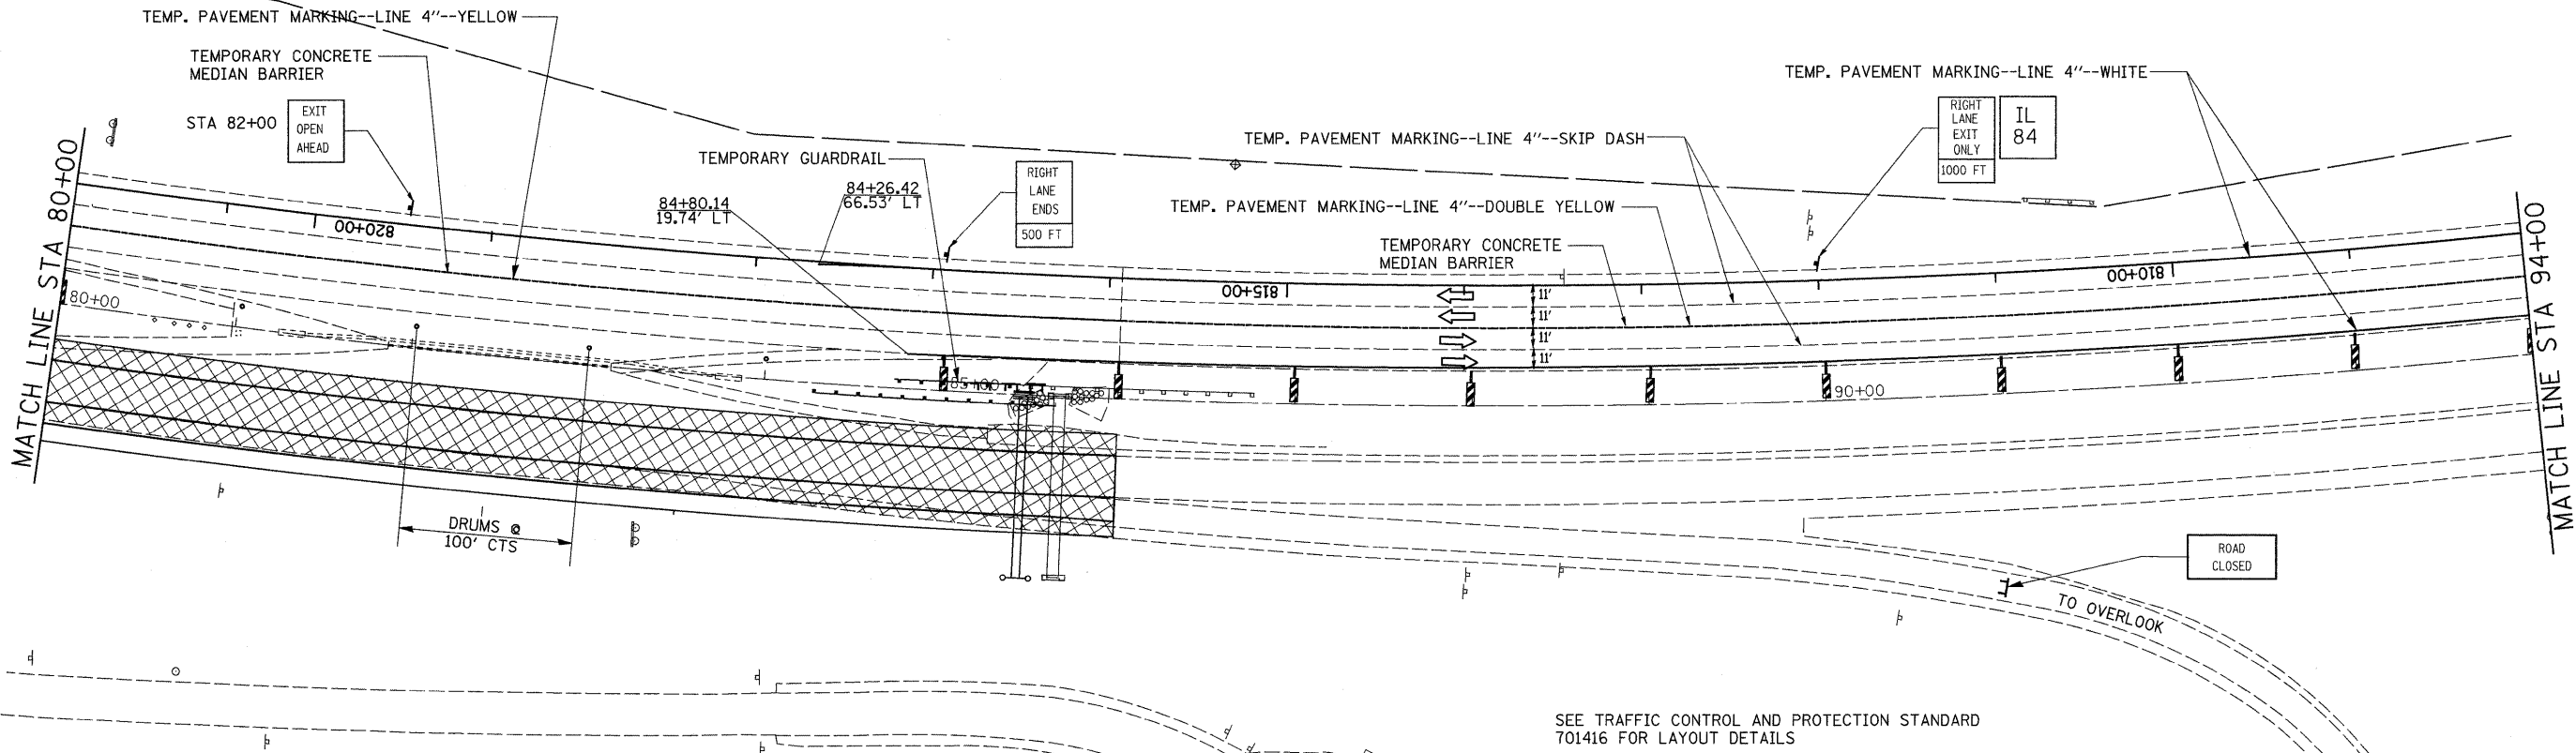 TEMP. PAVEMENT MARKING--LINE 4"--YELLOW
TEMPORARY CONCRETE
MEDIAN BARRIER
STA 82+00
EXIT
OPEN
AHEAD
MATCH LINE STA 80+00
80+00
820+00
TEMPORARY GUARDRAIL
84+80.14
19.74' LT
84+26.42
66.53' LT
RIGHT
LANE
ENDS
500 FT
85+00
DRUMS @
100' CTS
TEMP. PAVEMENT MARKING--LINE 4"--SKIP DASH
TEMP. PAVEMENT MARKING--LINE 4"--DOUBLE YELLOW
TEMPORARY CONCRETE
MEDIAN BARRIER
815+00
11'
11'
11'
11'
TEMP. PAVEMENT MARKING--LINE 4"--WHITE
RIGHT
LANE
EXIT
ONLY
1000 FT
IL
84
810+00
90+00
MATCH LINE STA 94+00
ROAD
CLOSED
TO OVERLOOK
SEE TRAFFIC CONTROL AND PROTECTION STANDARD
701416 FOR LAYOUT DETAILS